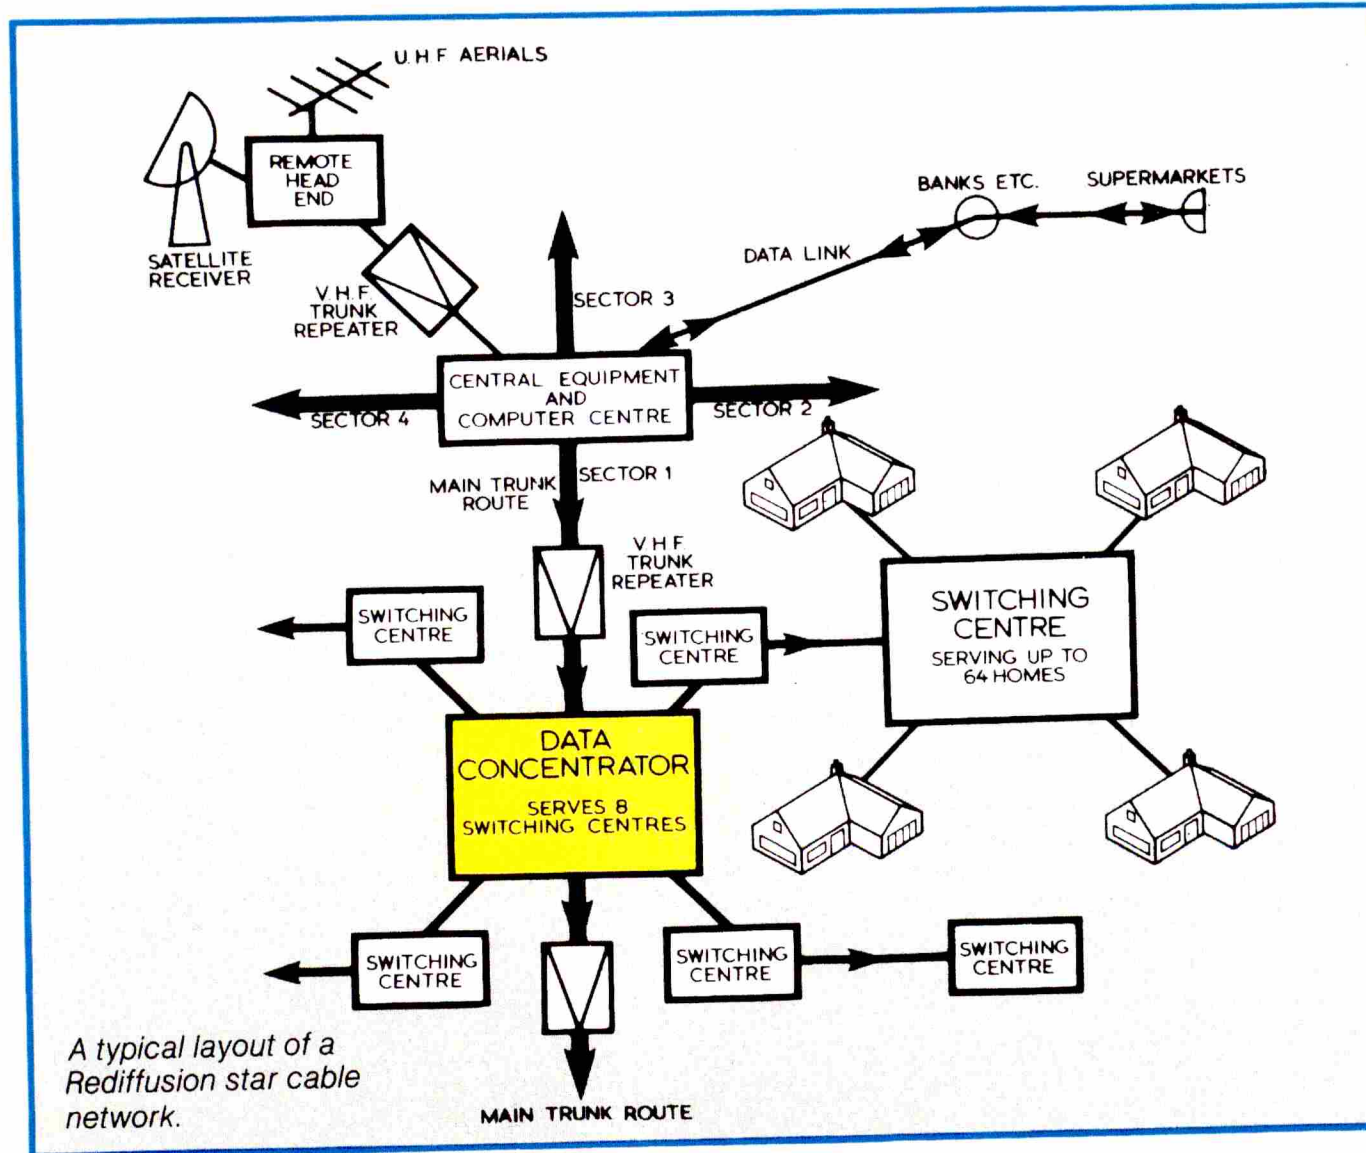 U.H.F AERIALS
REMOTE
HEAD
END
SATELLITE
RECEIVER
V.H.F.
TRUNK
REPEATER
BANKS ETC.
SUPERMARKETS
DATA LINK
SECTOR 3
CENTRAL EQUIPMENT
AND
COMPUTER CENTRE
SECTOR 4
SECTOR 2
MAIN TRUNK
ROUTE
SECTOR 1
V.H.F.
TRUNK
REPEATER
SWITCHING
CENTRE
SWITCHING
CENTRE
SWITCHING
CENTRE
SERVING UP TO
64 HOMES
DATA
CONCENTRATOR
SERVES 8
SWITCHING CENTRES
SWITCHING
CENTRE
SWITCHING
CENTRE
SWITCHING
CENTRE
A typical layout of a
Rediffusion star cable
network.
MAIN TRUNK ROUTE